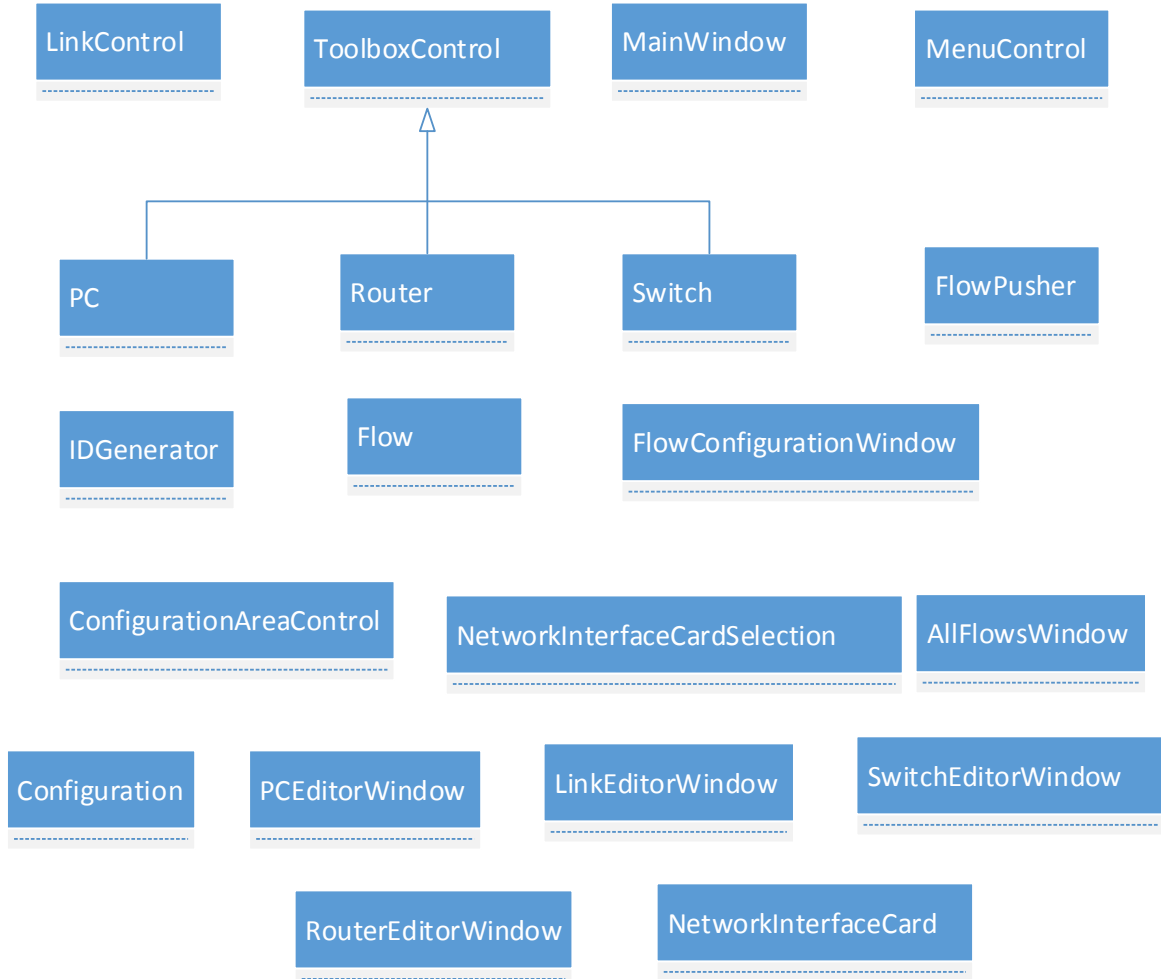 LinkControl
ToolboxControl
MainWindow
MenuControl
PC
Router
Switch
FlowPusher
IDGenerator
Flow
FlowConfigurationWindow
ConfigurationAreaControl
NetworkInterfaceCardSelection
AllFlowsWindow
Configuration
PCEditorWindow
LinkEditorWindow
SwitchEditorWindow
RouterEditorWindow
NetworkInterfaceCard